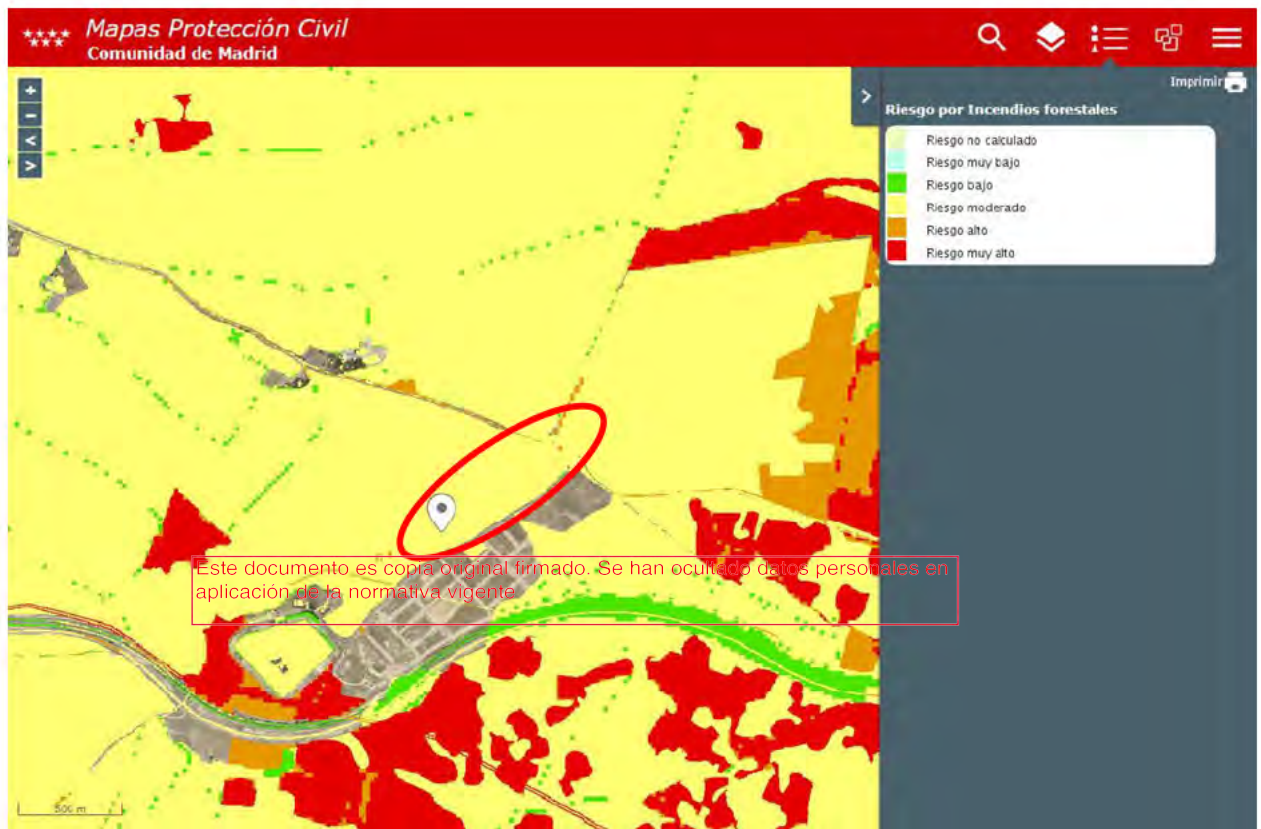 Mapas Protección Civil
Comunidad de Madrid
Imprimir
Riesgo por Incendios forestales
Riesgo no calculado
Riesgo muy bajo
Riesgo bajo
Riesgo moderado
Riesgo alto
Riesgo muy alto
+
-
<
>
>
Este documento es copia original firmado. Se han ocultado datos personales en
aplicación de la normativa vigente
500 m